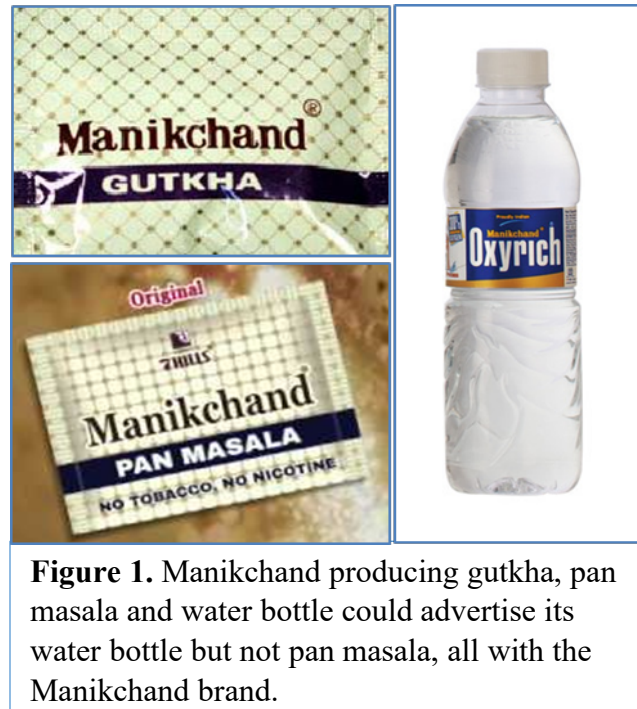 Manikchand®
GUTKHA
Original
7HILLS
Manikchand
PAN MASALA
NO TOBACCO, NO NICOTINE
Proudly Indian
Manikchand
Oxyrich
Figure 1. Manikchand producing gutkha, pan
masala and water bottle could advertise its
water bottle but not pan masala, all with the
Manikchand brand.